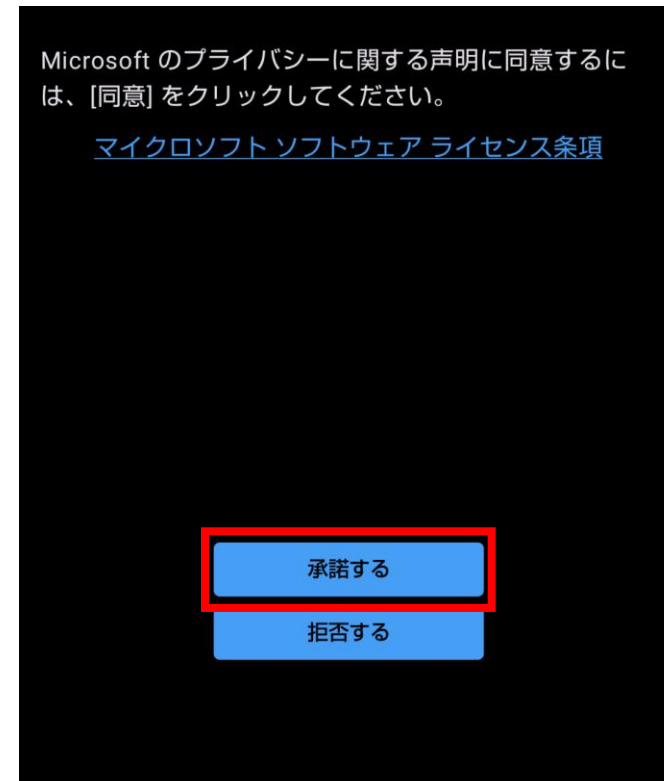 Microsoft のプライバシーに関する声明に同意するに
は、[同意] をクリックしてください。
マイクロソフト ソフトウェア ライセンス条項
承諾する
拒否する